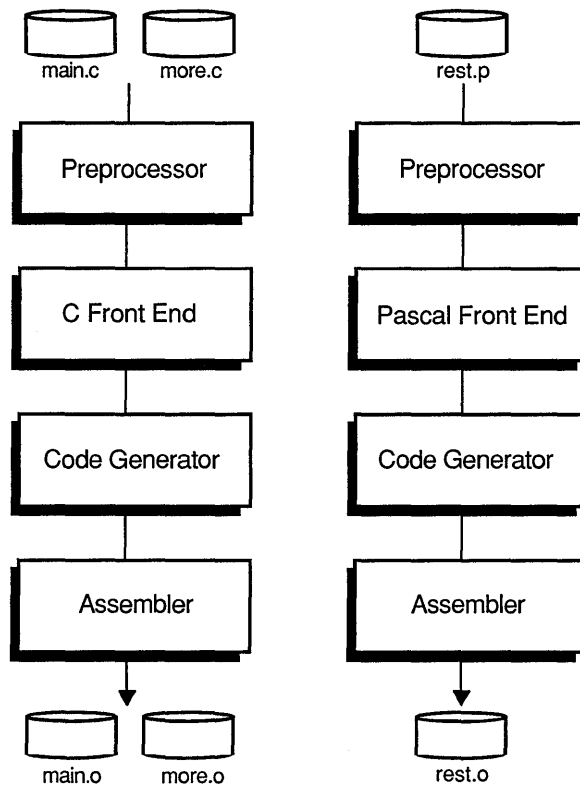 main.c more.c rest.p
Preprocessor Preprocessor
C Front End Pascal Front End
Code Generator Code Generator
Assembler Assembler
main.o more.o rest.o